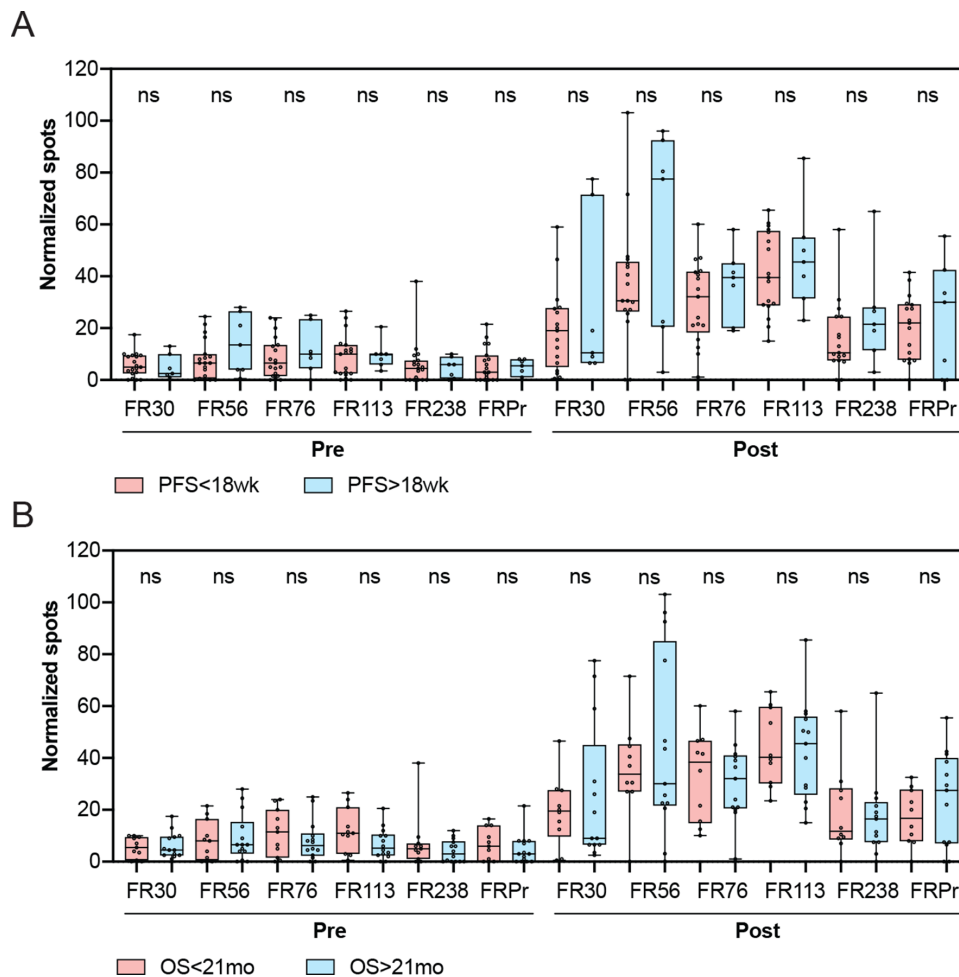 A
120
100
80
60
40
20
0
Normalized spots
ns ns ns ns ns ns ns ns ns ns ns ns
FR30 FR56 FR76 FR113 FR238 FRPr FR30 FR56 FR76 FR113 FR238 FRPr
Pre Post
PFS<18wk PFS>18wk
B
120
100
80
60
40
20
0
Normalized spots
ns ns ns ns ns ns ns ns ns ns ns ns
FR30 FR56 FR76 FR113 FR238 FRPr FR30 FR56 FR76 FR113 FR238 FRPr
Pre Post
OS<21mo OS>21mo